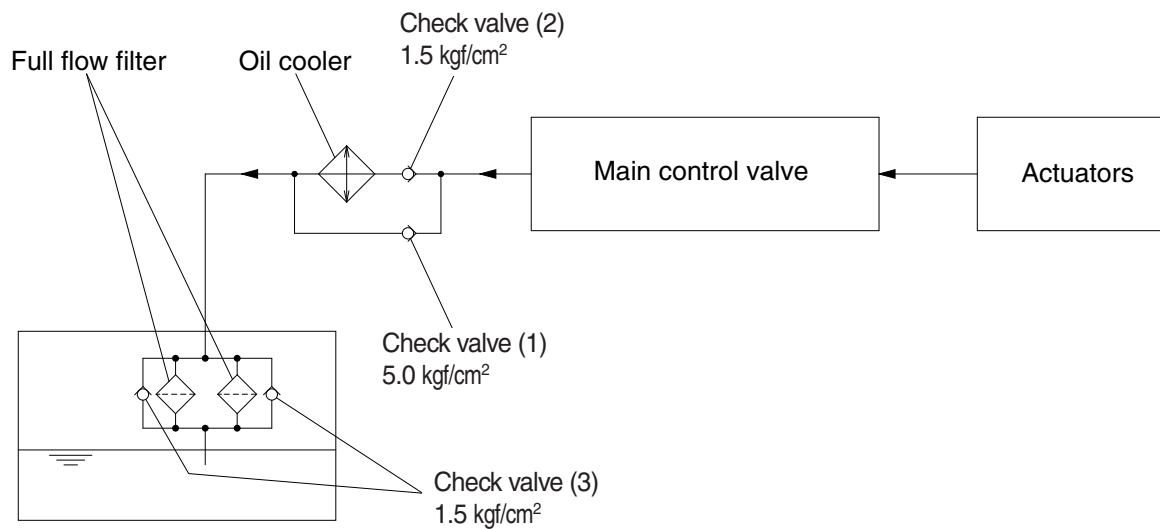 Check valve (2)
1.5 kgf/cm²
Full flow filter
Oil cooler
Main control valve
Actuators
Check valve (1)
5.0 kgf/cm²
Check valve (3)
1.5 kgf/cm²